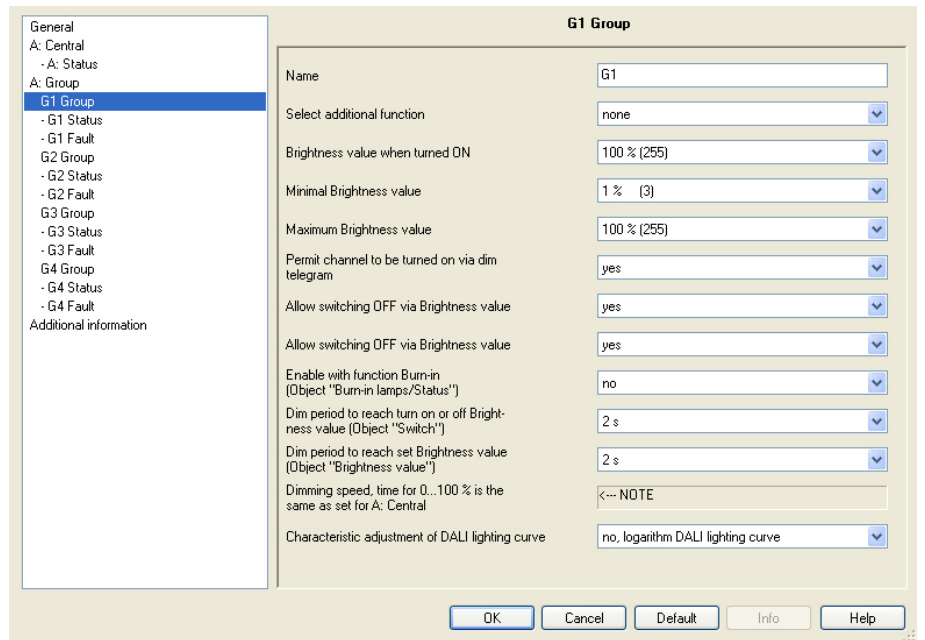 General
A: Central
- A: Status
A: Group
G1 Group
- G1 Status
- G1 Fault
G2 Group
- G2 Status
- G2 Fault
G3 Group
- G3 Status
- G3 Fault
G4 Group
- G4 Status
- G4 Fault
Additional information
G1 Group
Name
G1
Select additional function
none
Brightness value when turned ON
100 % (255)
Minimal Brightness value
1 % (3)
Maximum Brightness value
100 % (255)
Permit channel to be turned on via dim
telegram
yes
Allow switching OFF via Brightness value
yes
Allow switching OFF via Brightness value
yes
Enable with function Burn-in
(Object "Burn-in lamps/Status")
no
Dim period to reach turn on or off Bright-
ness value (Object "Switch")
2 s
Dim period to reach set Brightness value
(Object "Brightness value")
2 s
Dimming speed, time for 0...100 % is the
same as set for A: Central
<--- NOTE
Characteristic adjustment of DALI lighting curve
no, logarithm DALI lighting curve
OK
Cancel
Default
Info
Help